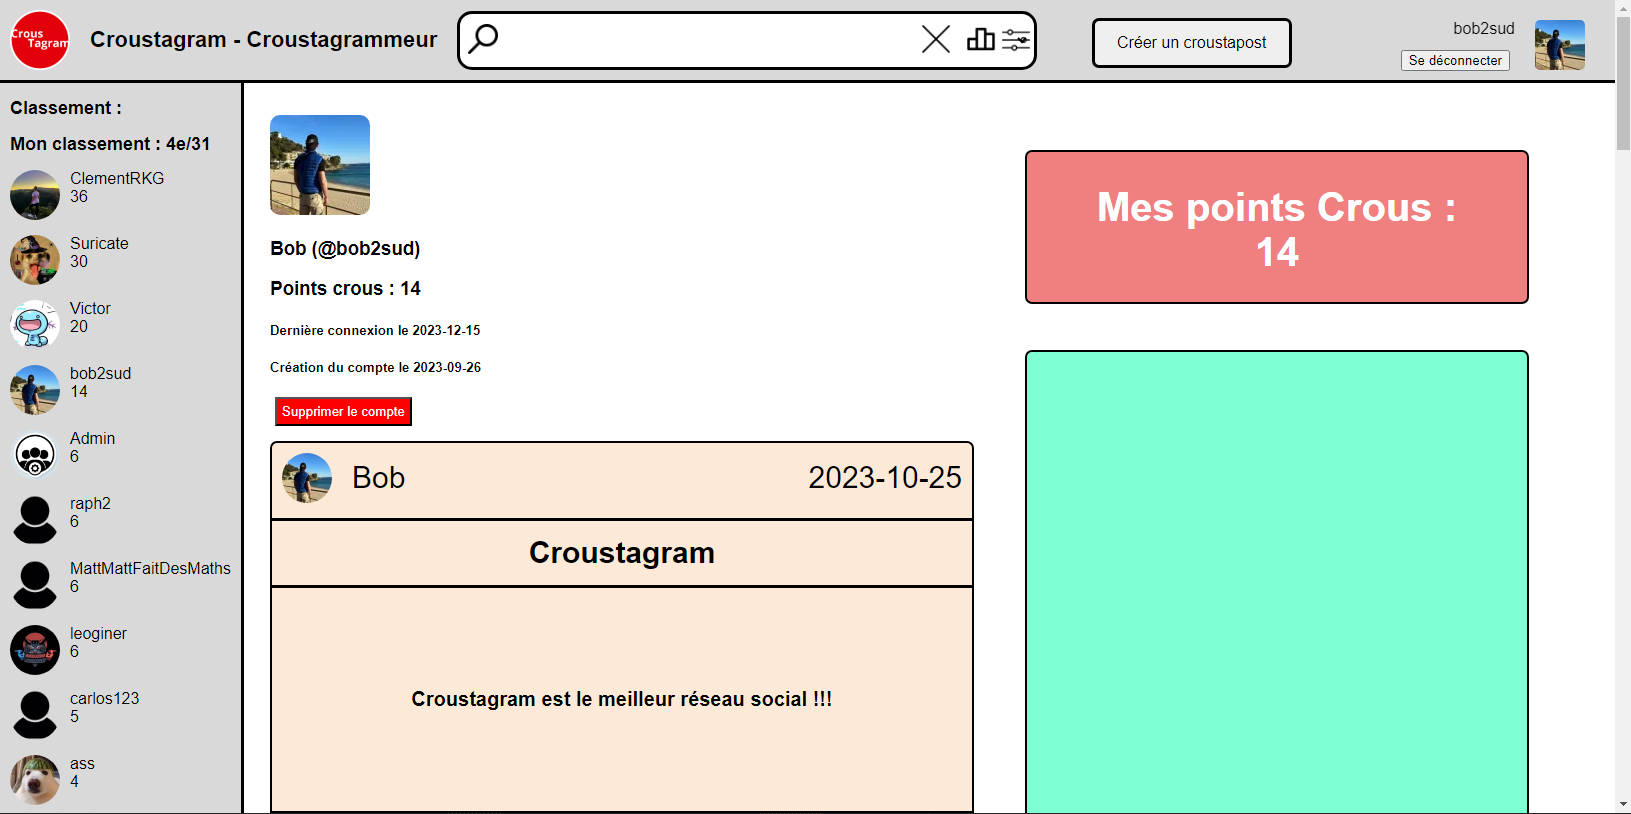 Crous
Tagram
Croustagram - Croustagrammeur
Créer un croustapost
bob2sud
Se déconnecter
Classement :
Mon classement : 4e/31
ClementRKG
36
Suricate
30
Victor
20
bob2sud
14
Admin
6
raph2
6
MattMattFaitDesMaths
6
leoginer
6
carlos123
5
ass
4
Bob (@bob2sud)
Points crous : 14
Dernière connexion le 2023-12-15
Création du compte le 2023-09-26
Supprimer le compte
Bob
2023-10-25
Croustagram
Croustagram est le meilleur réseau social !!!
Mes points Crous :
14